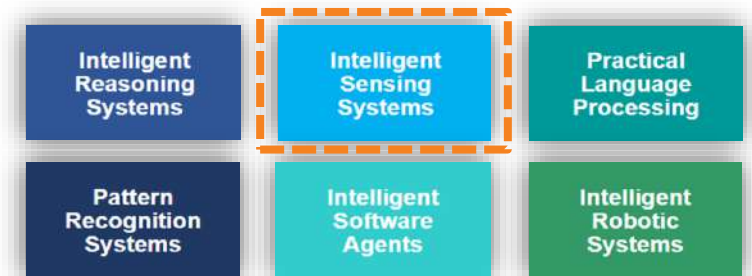 Intelligent
Reasoning
Systems
Intelligent
Sensing
Systems
Practical
Language
Processing
Pattern
Recognition
Systems
Intelligent
Software
Agents
Intelligent
Robotic
Systems